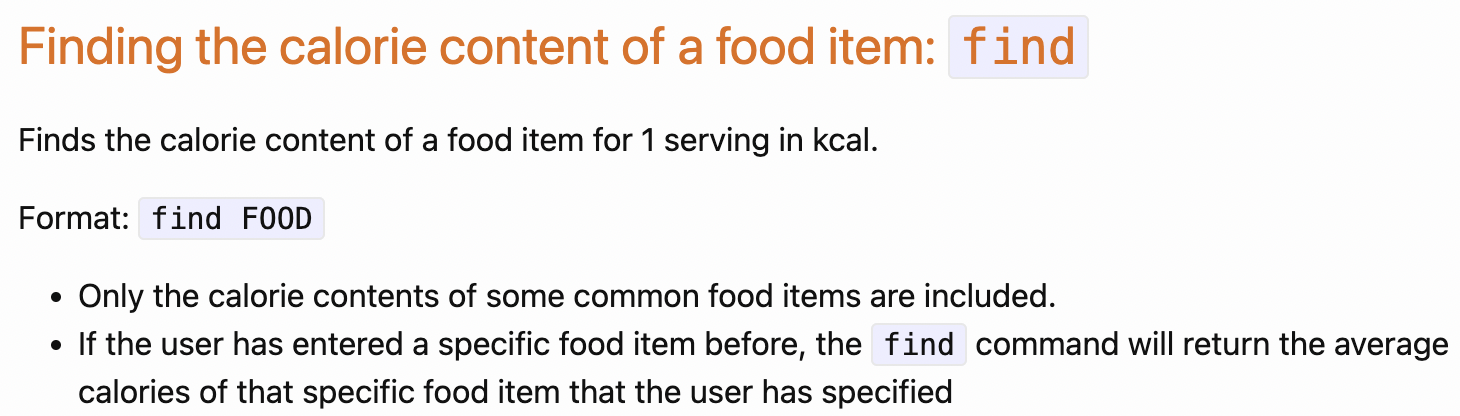 Finding the calorie content of a food item: find
Finds the calorie content of a food item for 1 serving in kcal.
Format: find FOOD
• Only the calorie contents of some common food items are included.
• If the user has entered a specific food item before, the find command will return the average
calories of that specific food item that the user has specified